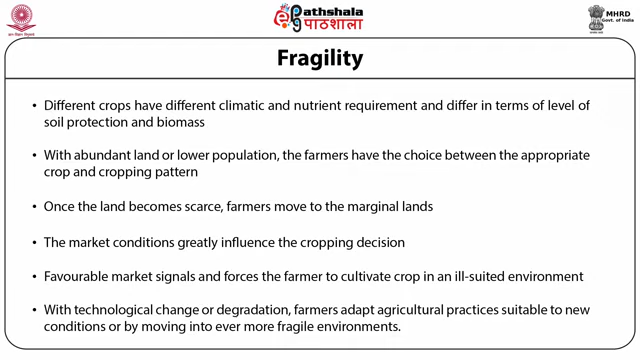 ePathshala
पाठशाला
MHRD
Govt. of India
Fragility
• Different crops have different climatic and nutrient requirement and differ in terms of level of
soil protection and biomass
• With abundant land or lower population, the farmers have the choice between the appropriate
crop and cropping pattern
• Once the land becomes scarce, farmers move to the marginal lands
• The market conditions greatly influence the cropping decision
• Favourable market signals and forces the farmer to cultivate crop in an ill-suited environment
• With technological change or degradation, farmers adapt agricultural practices suitable to new
conditions or by moving into ever more fragile environments.